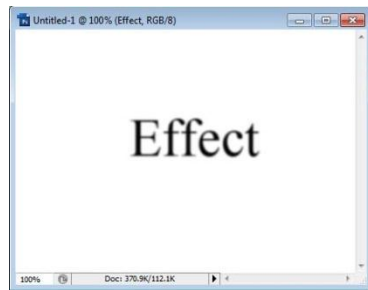 Untitled-1 @ 100% (Effect, RGB/8)
Effect
100% Doc: 370.9K/112.1K